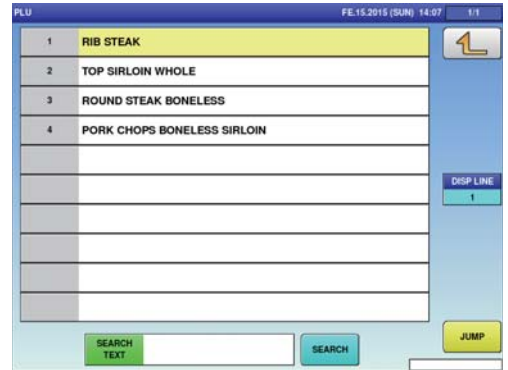 PLU FE.15.2015 (SUN) 14:07 1/1
1 RIB STEAK
2 TOP SIRLOIN WHOLE
3 ROUND STEAK BONELESS
4 PORK CHOPS BONELESS SIRLOIN
DISP LINE
1
SEARCH
TEXT
SEARCH
JUMP